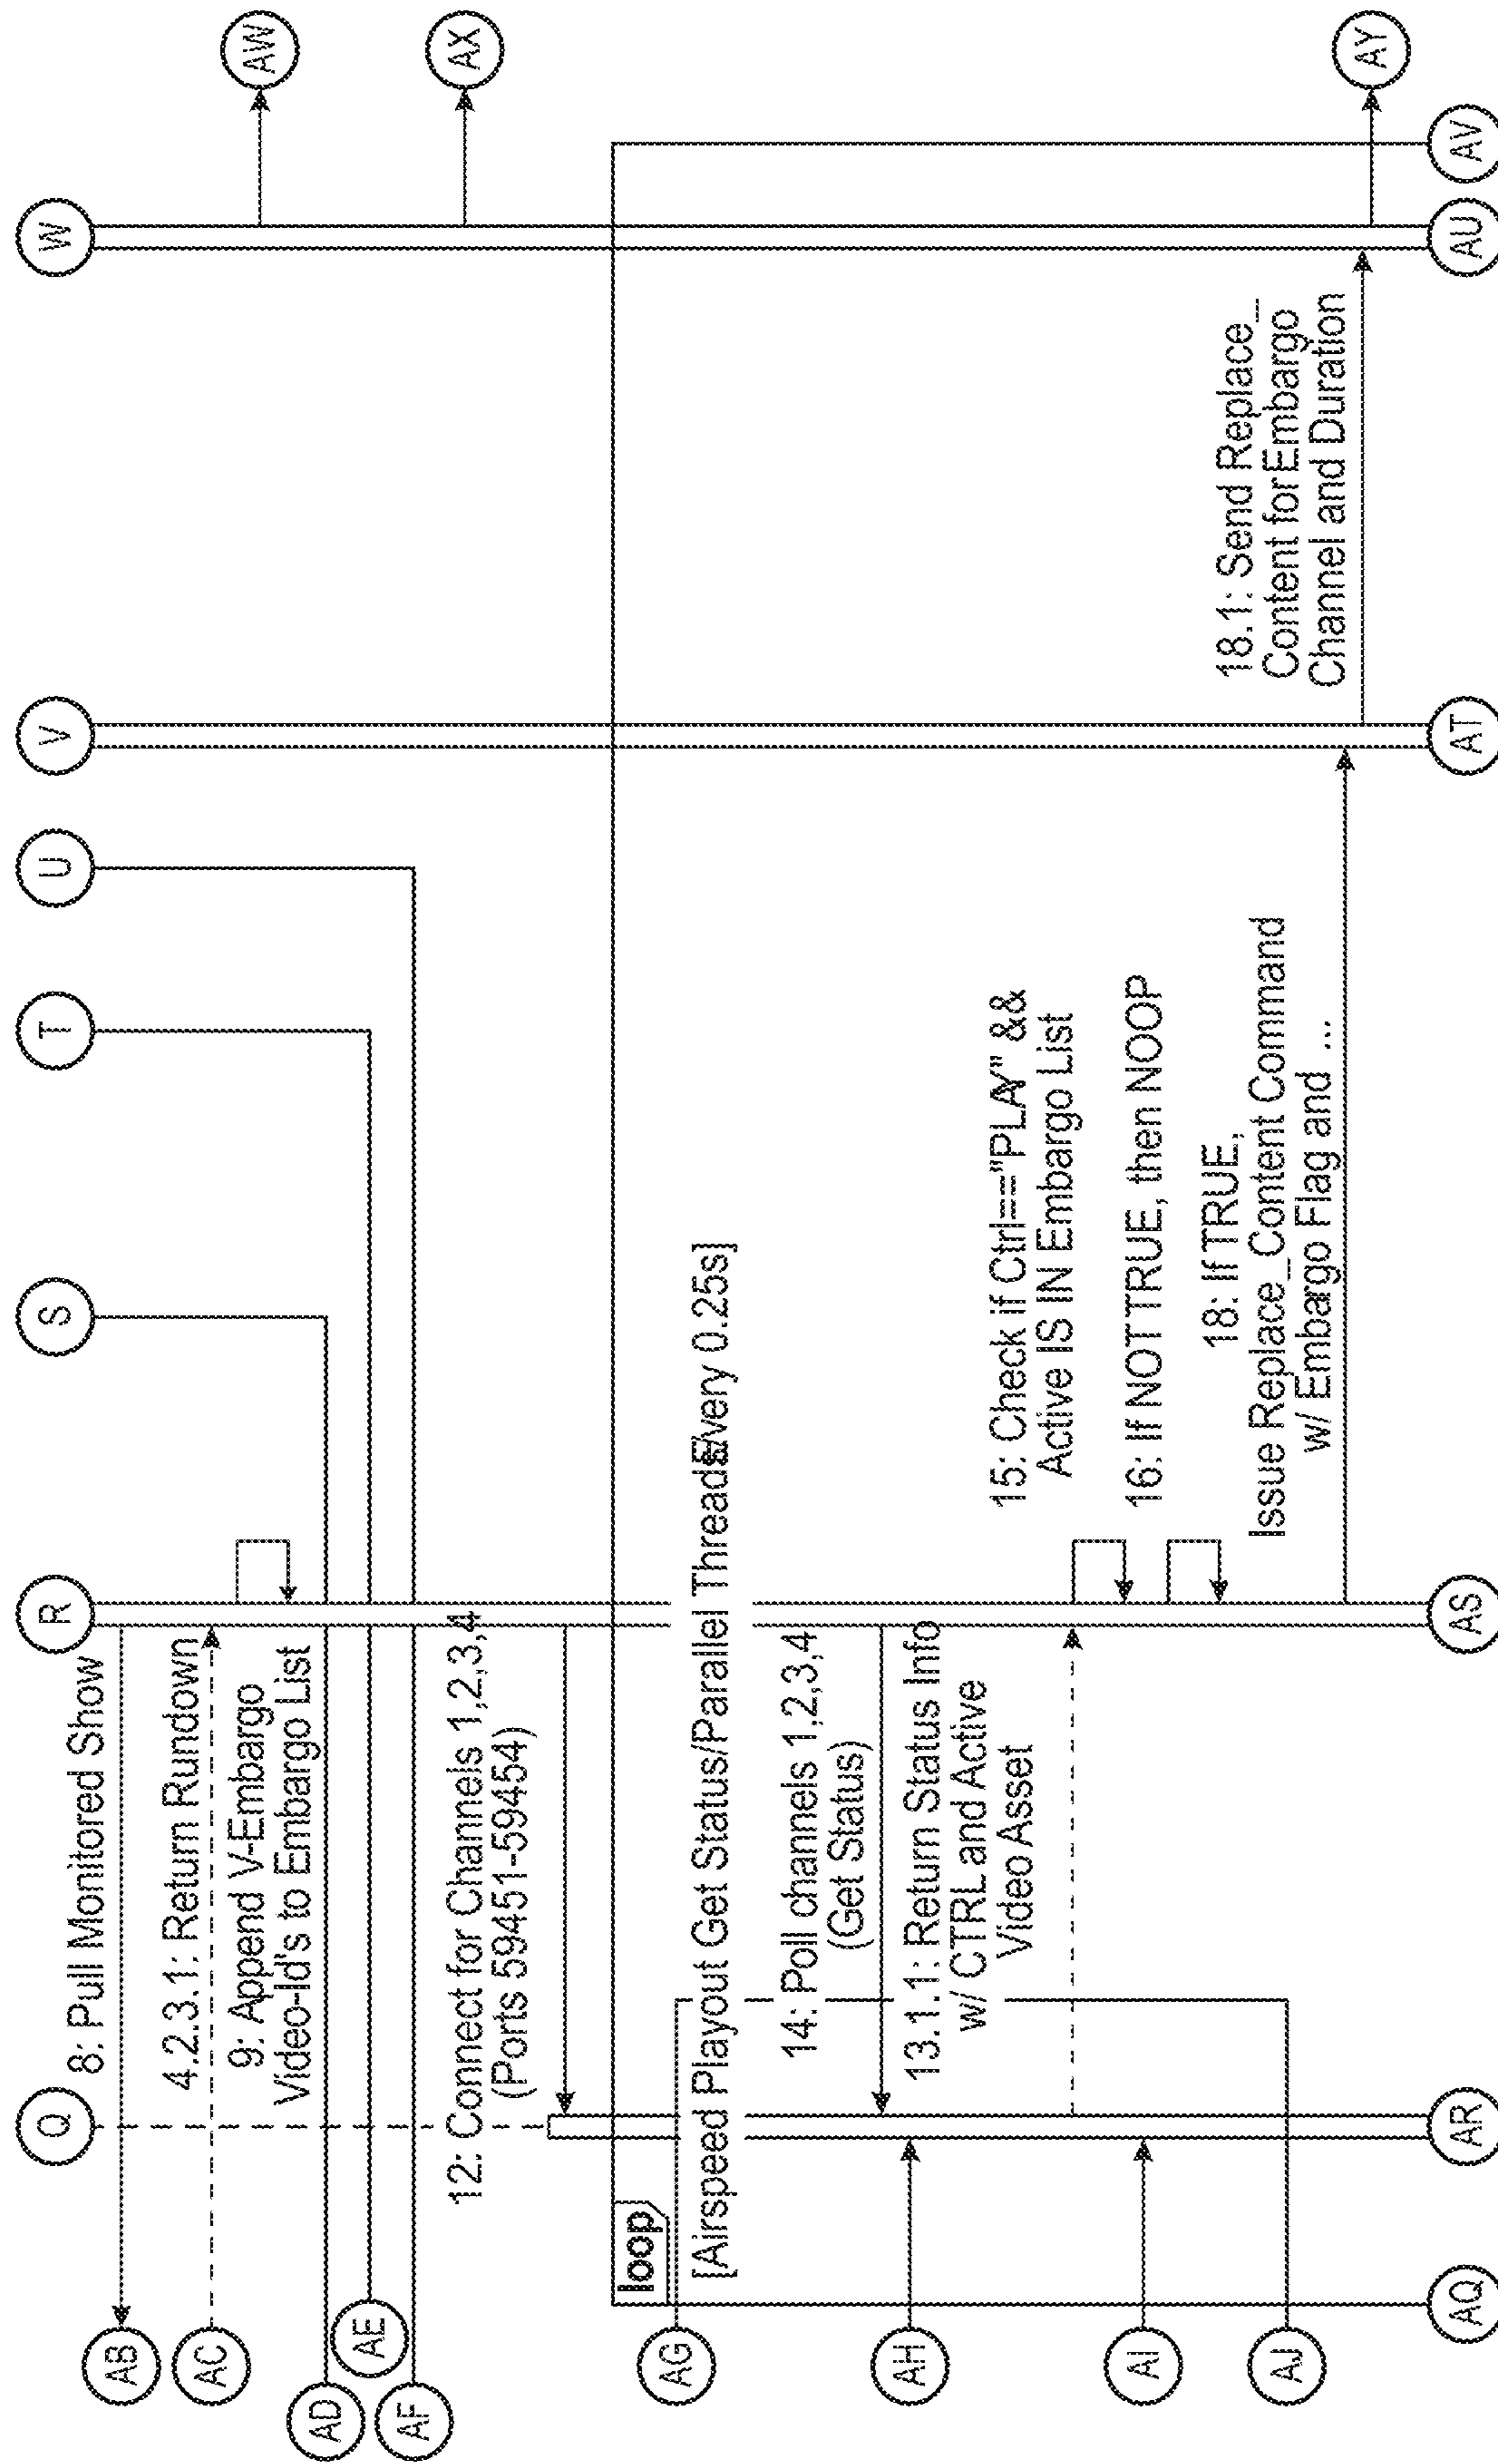 Q
R
S
T
U
V
W
AB
8: Pull Monitored Show
AW
AC
4.2.3.1: Return Rundown
9: Append V-Embargo
Video-Id's to Embargo List
AD
AE
AF
AX
12: Connect for Channels 1,2,3,4
(Ports 59451-59454)
loop
AG
[Airspeed Playout Get Status/Parallel Threads/Every 0.25s]
14: Poll channels 1,2,3,4
(Get Status)
AH
13.1.1: Return Status Info
w/ CTRL and Active
Video Asset
15: Check if Ctrl=="PLAY" &&
Active IS IN Embargo List
AI
16: If NOT TRUE, then NOOP
18: If TRUE,
Issue Replace_Content Command
w/ Embargo Flag and ...
18.1: Send Replace_
Content for Embargo
Channel and Duration
AJ
AY
AQ
AR
AS
AT
AU
AV